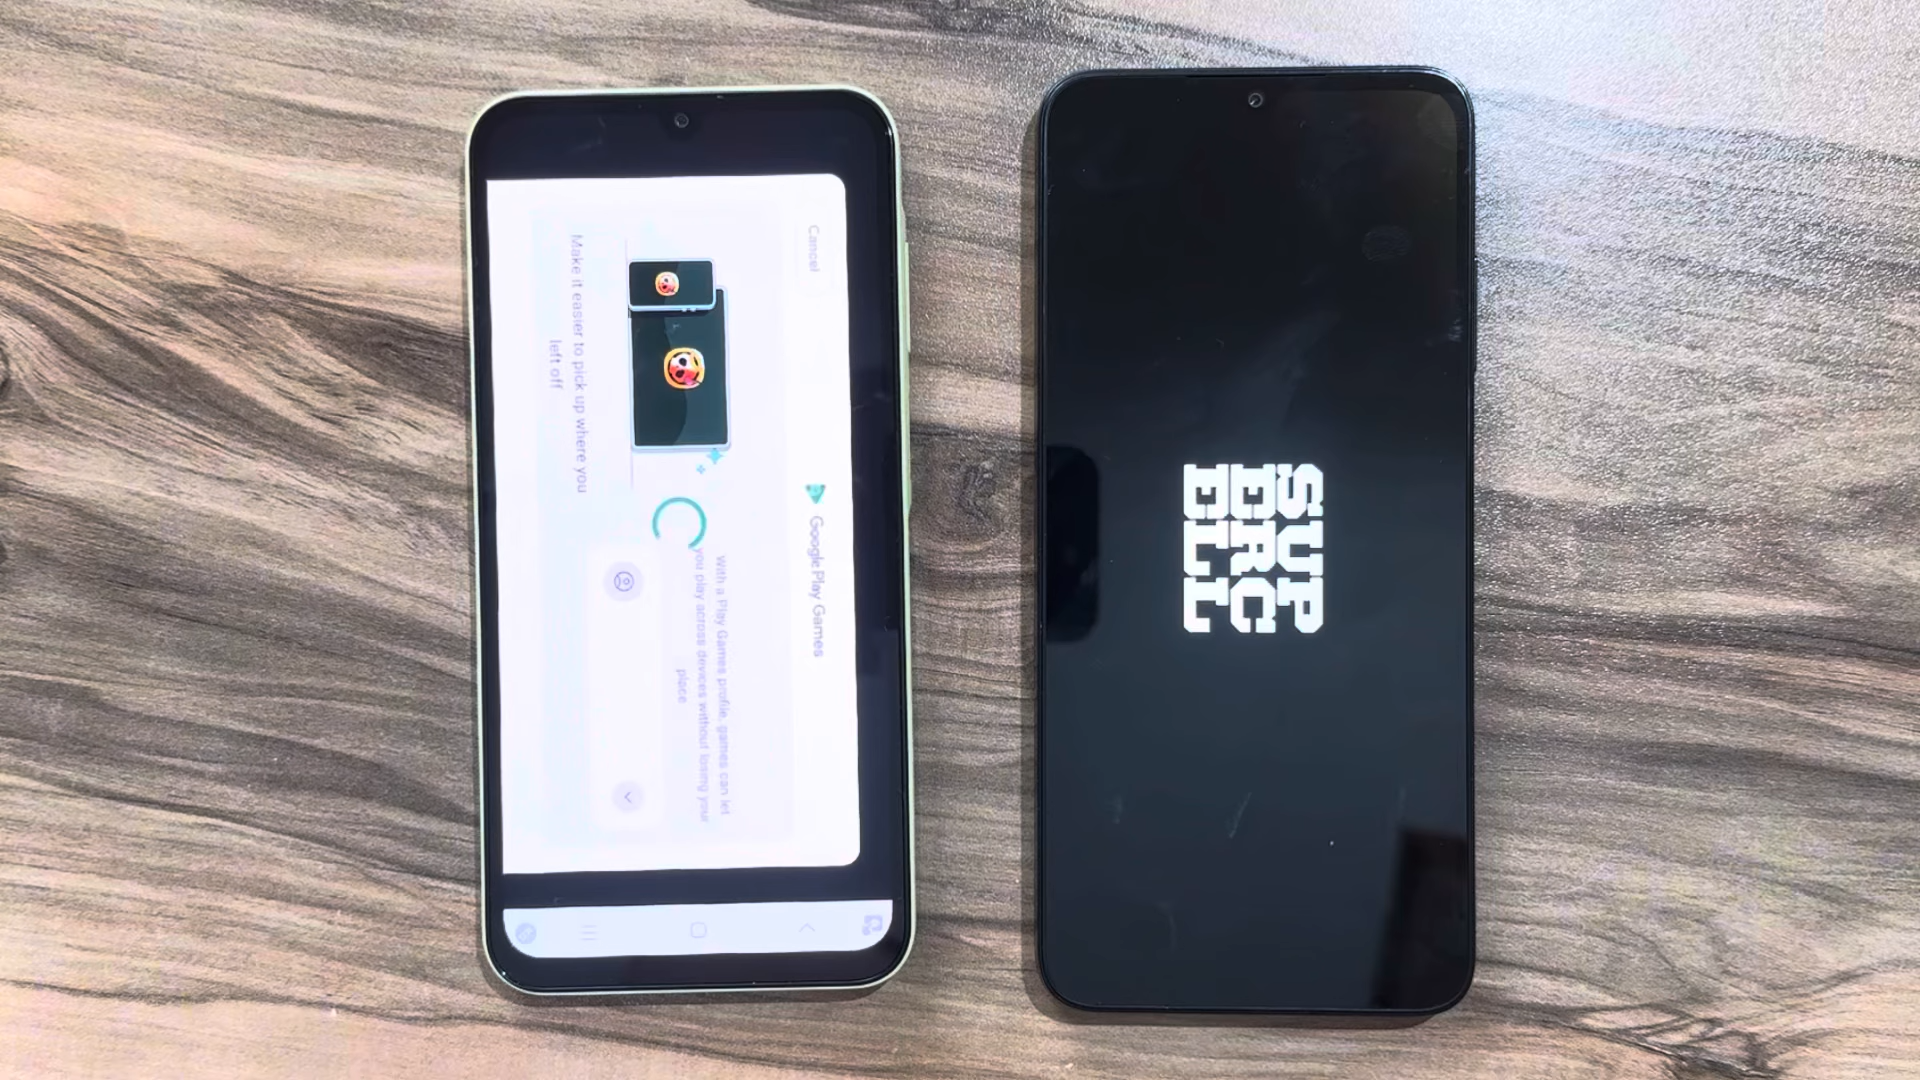 Cancel
Google Play Games
Make it easier to pick up where you
left off
With a Play Games profile, games can let
you play across devices without losing your
place
SUP
ERC
ELL